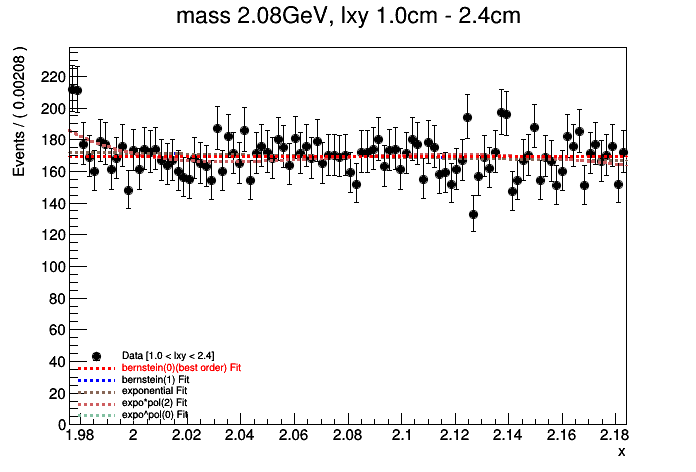 mass 2.08GeV, lxy 1.0cm - 2.4cm
Events / ( 0.00208 )
220
200
180
160
140
120
100
80
60
40
20
0
Data [1.0 < lxy < 2.4]
bernstein(0)(best order) Fit
bernstein(1) Fit
exponential Fit
expo*pol(2) Fit
expo^pol(0) Fit
1.98 2 2.02 2.04 2.06 2.08 2.1 2.12 2.14 2.16 2.18
x